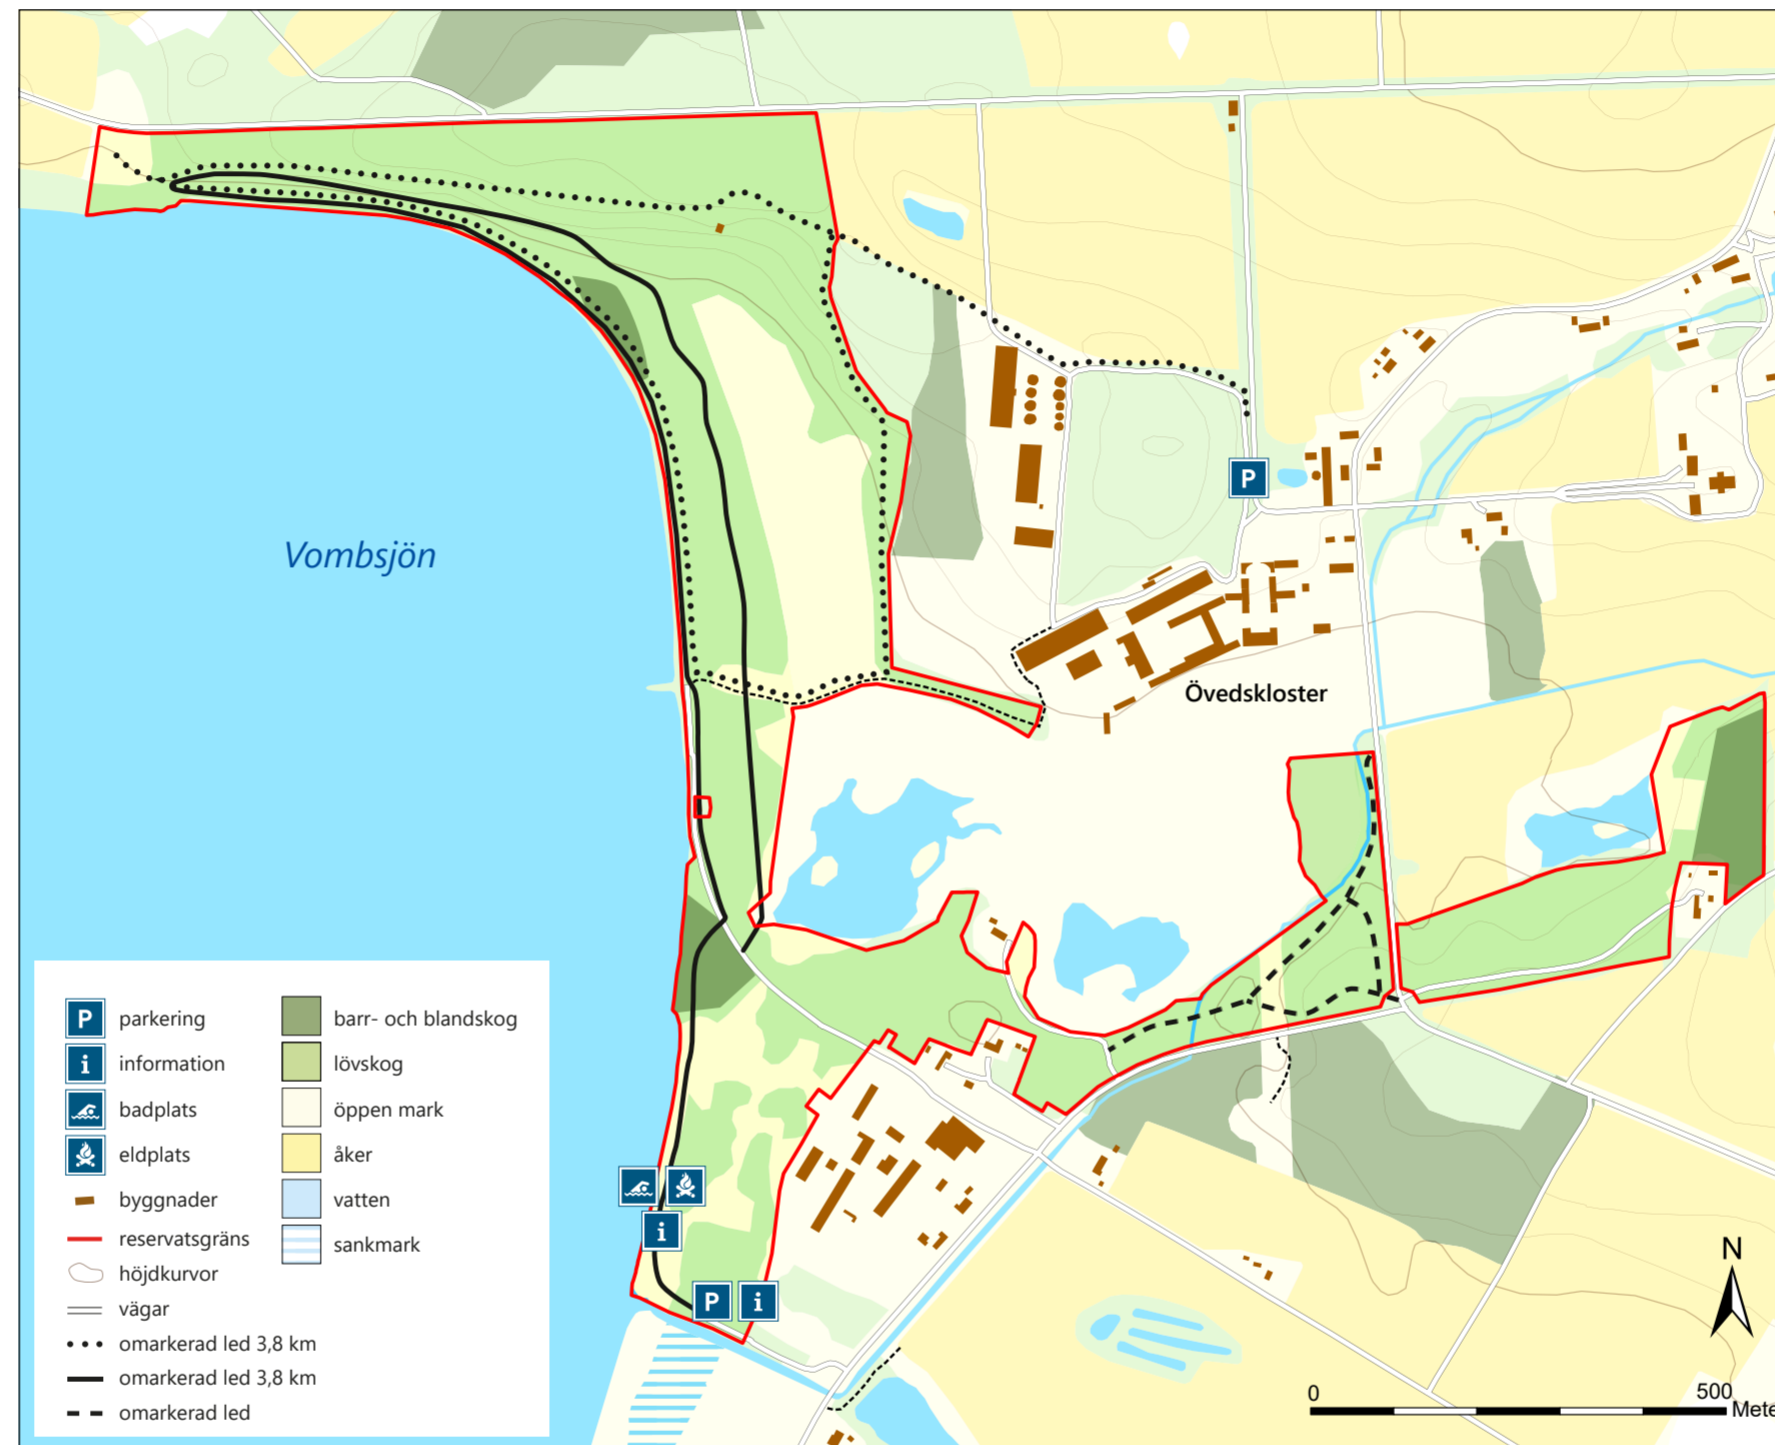 P
Vombsjön
Övedskloster
P parkering
i information
badplats
eldplats
byggnader
reservatsgräns
höjdkurvor
vägar
omarkerad led 3,8 km
omarkerad led 3,8 km
omarkerad led
barr- och blandskog
lövskog
öppen mark
åker
vatten
sankmark
i
P i
N
0 500
Mete